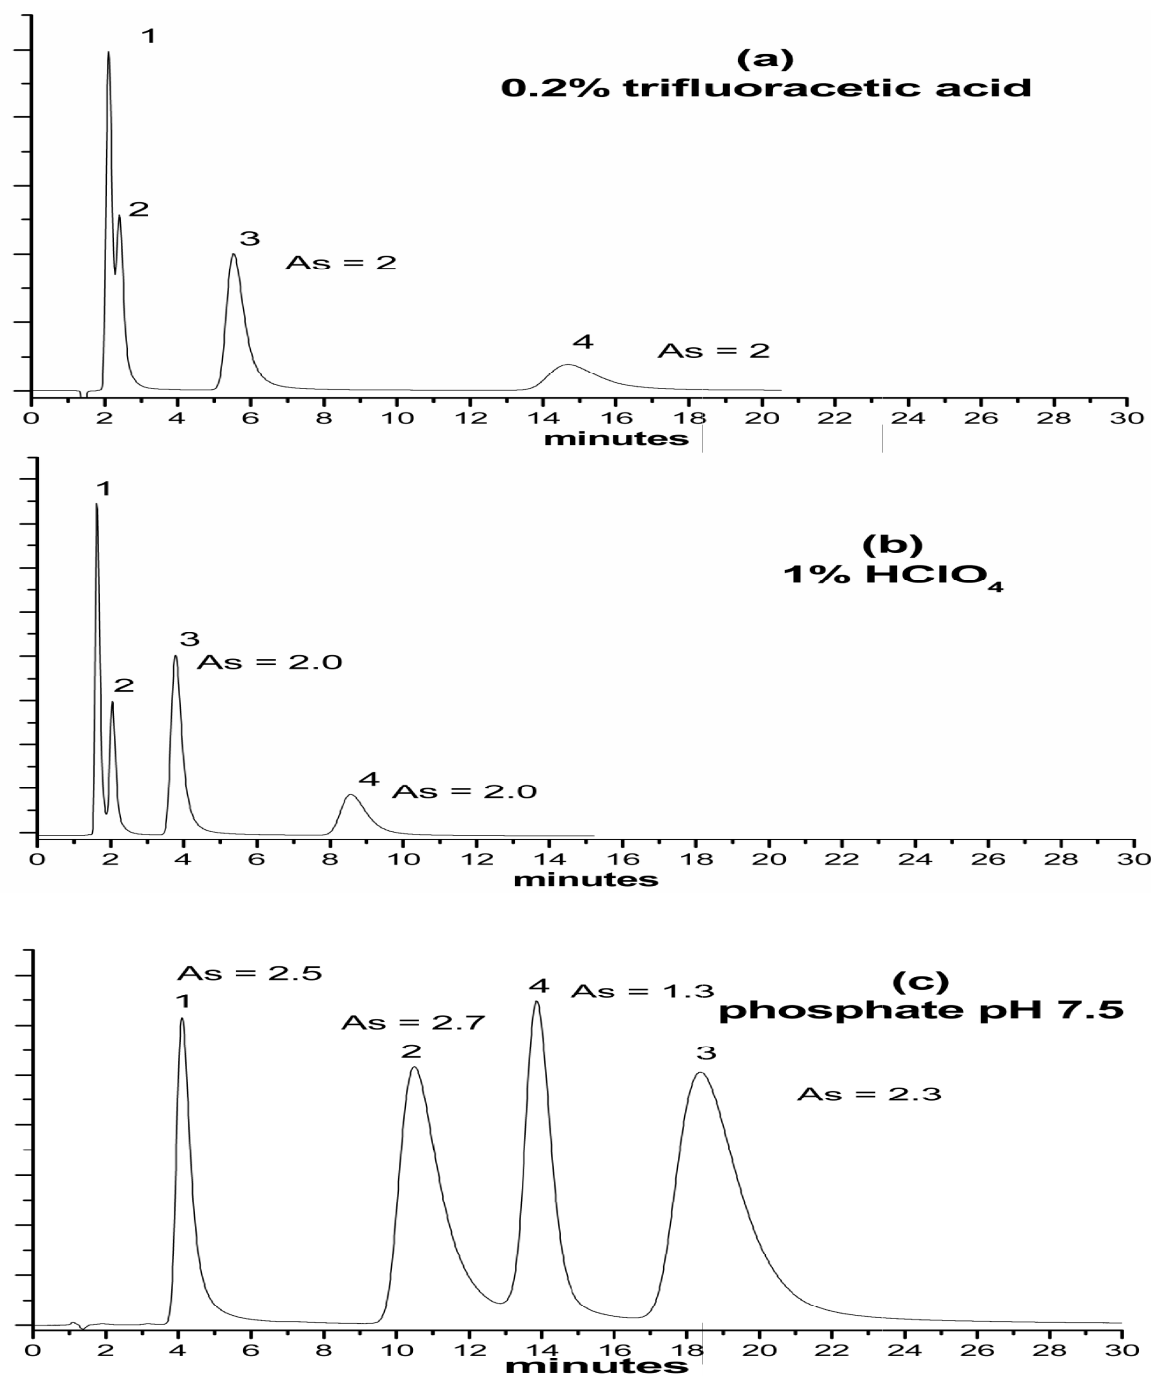 1
(a)
0.2% trifluoracetic acid
2
3
As = 2
4
As = 2
0 2 4 6 8 10 12 14 16 18 20 22 24 26 28 30
minutes
1
(b)
1% HClO4
3
As = 2.0
2
4
As = 2.0
0 2 4 6 8 10 12 14 16 18 20 22 24 26 28 30
minutes
As = 2.5
1
(c)
4
As = 1.3
phosphate pH 7.5
As = 2.7
2
3
As = 2.3
0 2 4 6 8 10 12 14 16 18 20 22 24 26 28 30
minutes